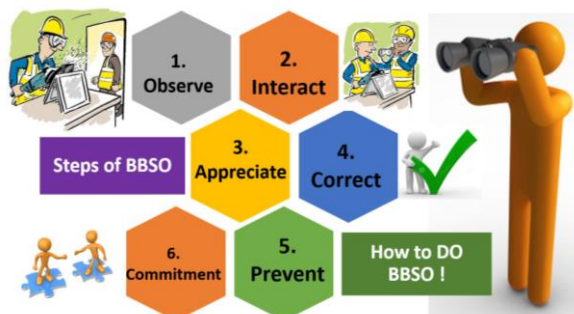 1.
Observe
2.
Interact
Steps of BBSO
3.
Appreciate
4.
Correct
6.
Commitment
5.
Prevent
How to DO
BBSO !